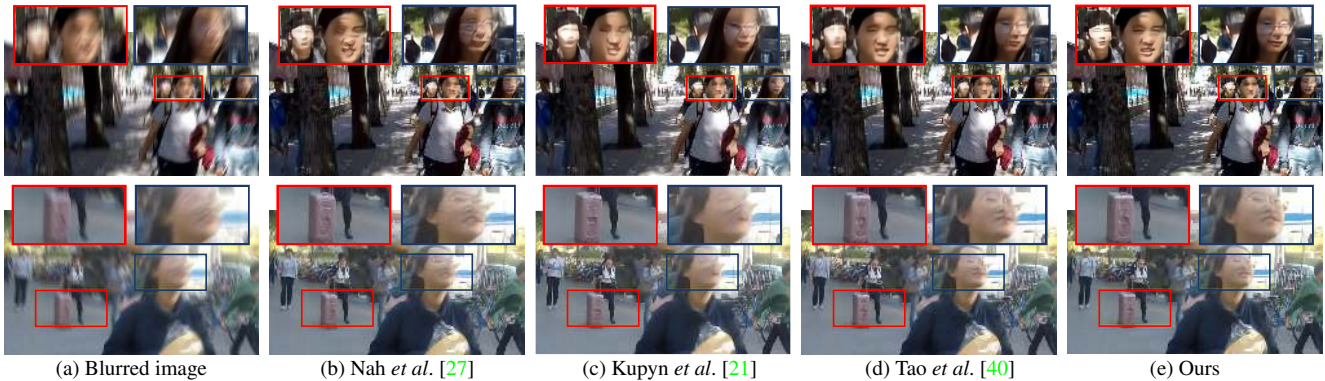 (a) Blurred image
(b) Nah et al. [27]
(c) Kupyn et al. [21]
(d) Tao et al. [40]
(e) Ours